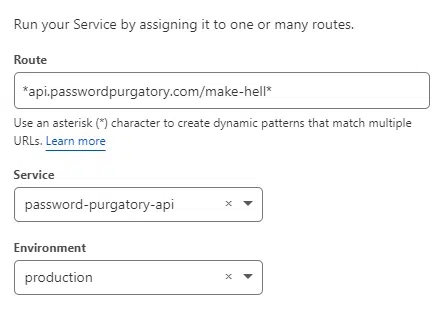 Run your Service by assigning it to one or many routes.
Route
*api.passwordpurgatory.com/make-hell*
Use an asterisk (*) character to create dynamic patterns that match multiple
URLs. Learn more
Service
password-purgatory-api
Environment
production